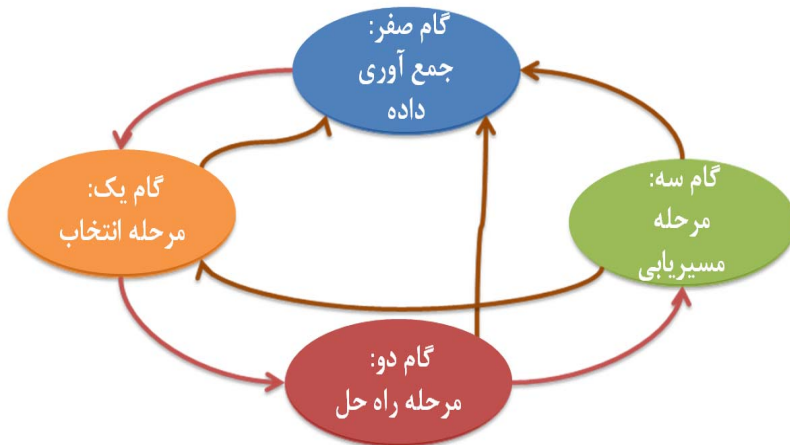 گام صفر:
جمع آوری
داده
گام یک:
مرحله انتخاب
گام سه:
مرحله
مسیریابی
گام دو:
مرحله راه حل